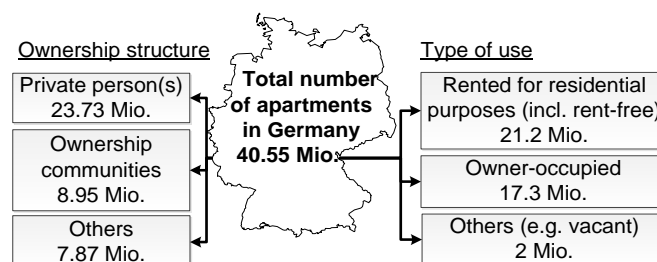 Ownership structure
Private person(s)
23.73 Mio.
Ownership
communities
8.95 Mio.
Others
7.87 Mio.
Total number
of apartments
in Germany
40.55 Mio.
Type of use
Rented for residential
purposes (incl. rent-free)
21.2 Mio.
Owner-occupied
17.3 Mio.
Others (e.g. vacant)
2 Mio.